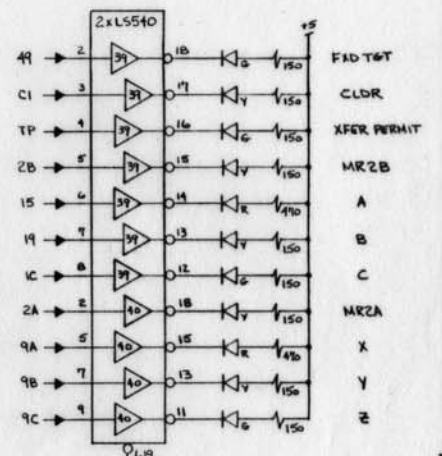 2xLS540
+5
49 2 39 18 G 150 FXD TGT
C1 3 39 17 Y 150 CLDR
TP 4 39 16 G 150 XFER PERMIT
2B 5 39 15 Y 150 MR2B
15 6 39 14 R 470 A
19 7 39 13 Y 150 B
1C 8 39 12 G 150 C
2A 2 40 18 Y 150 MR2A
9A 5 40 15 R 470 X
9B 7 40 13 Y 150 Y
9C 9 40 11 G 150 Z
1,19